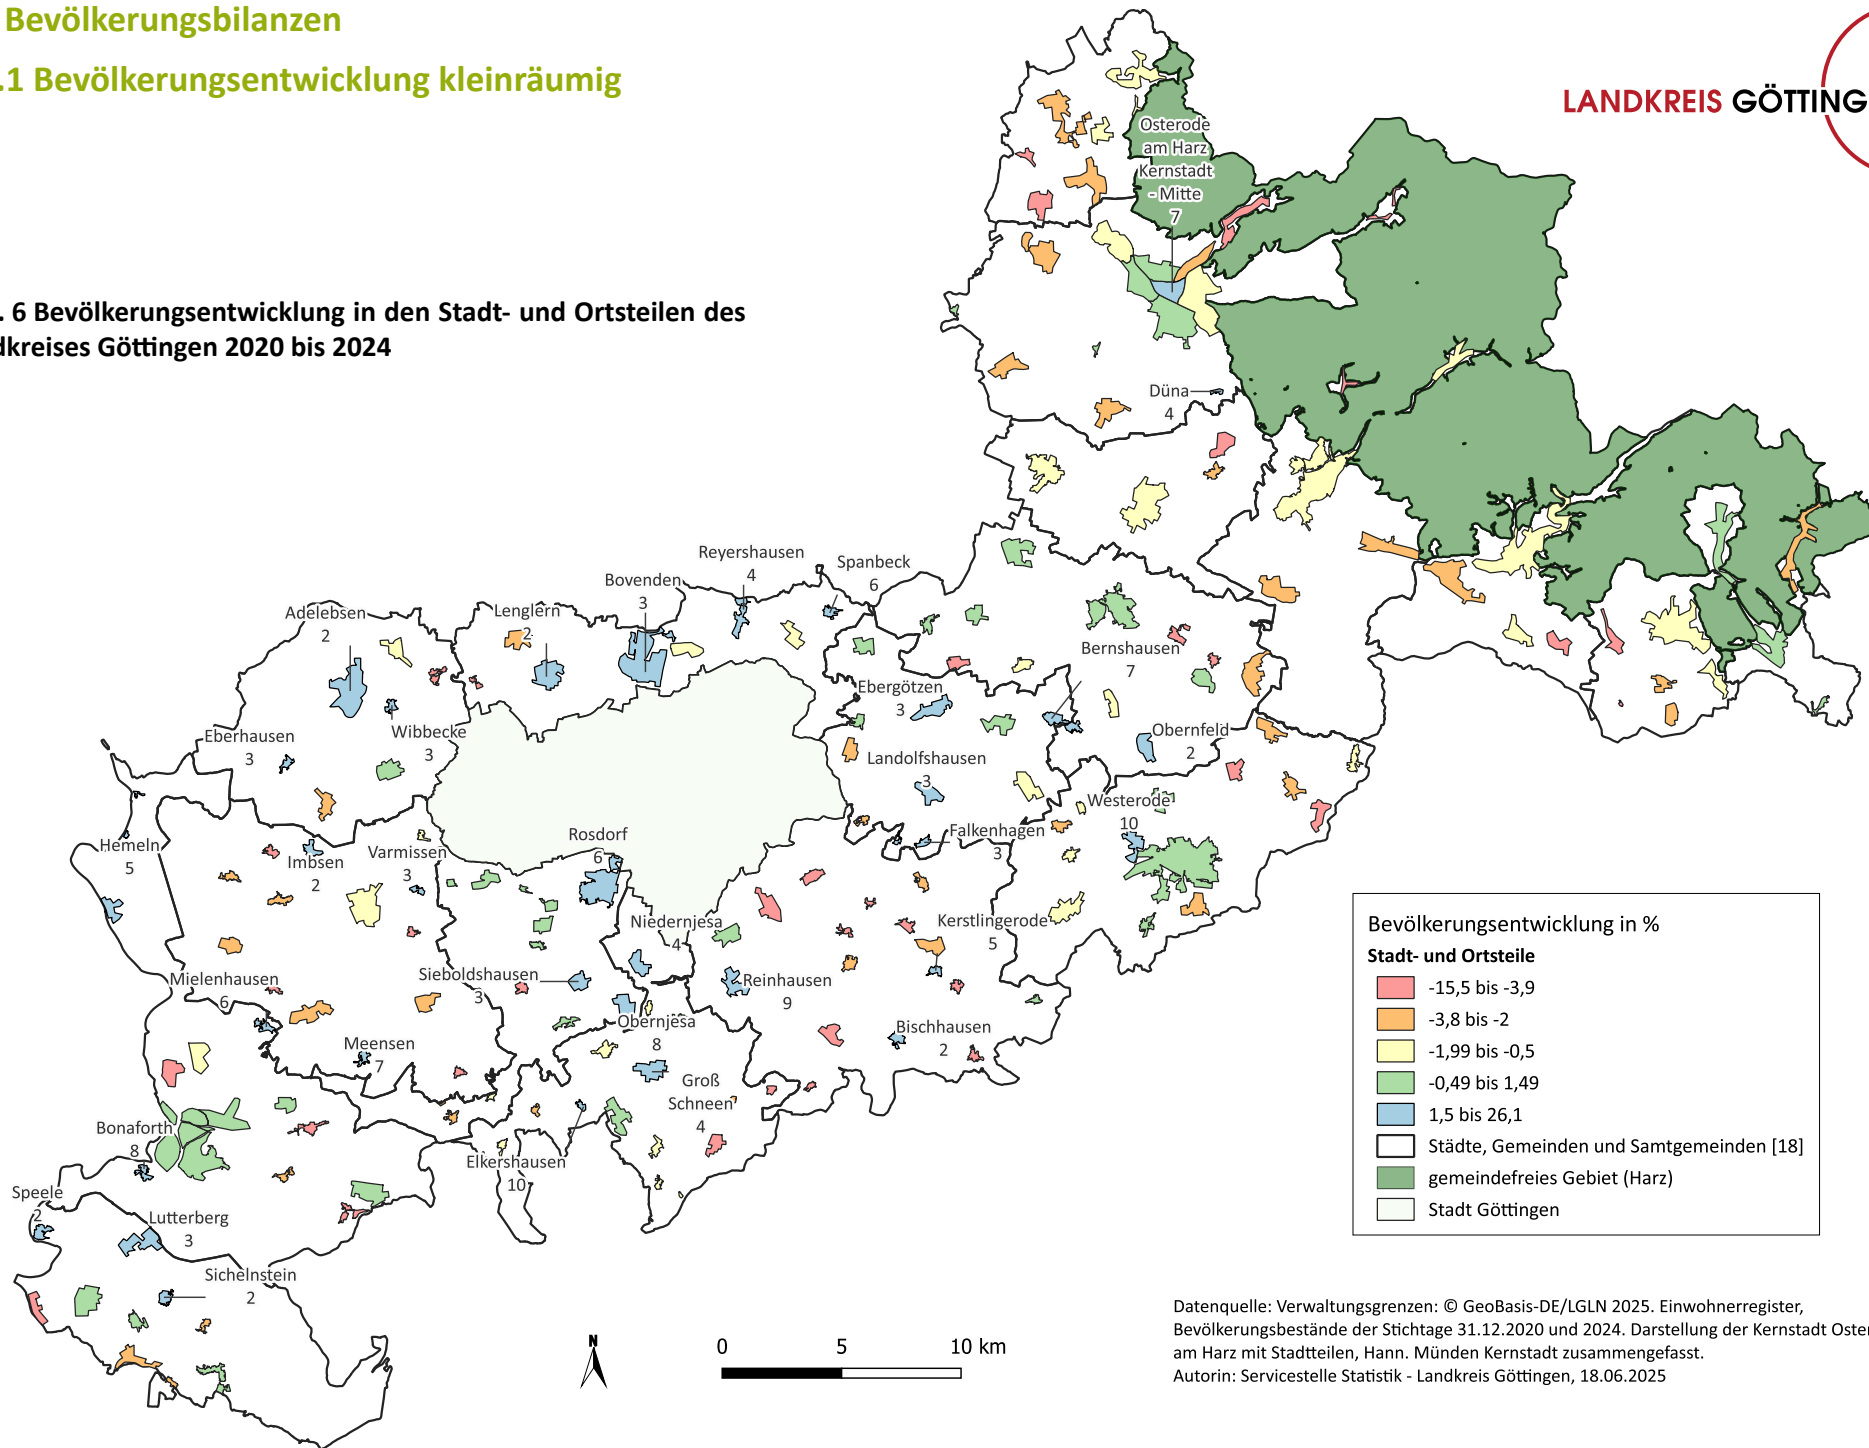 Bevölkerungsbilanzen
.1 Bevölkerungsentwicklung kleinräumig
LANDKREIS GÖTTING
. 6 Bevölkerungsentwicklung in den Stadt- und Ortsteilen des
dkreises Göttingen 2020 bis 2024
Osterode
am Harz
Kernstadt
- Mitte
7
Düna
4
Reyershausen
4
Spanbeck
6
Bovenden
3
Adelebsen
2
Lenglern
2
Bernshausen
7
Ebergötzen
3
Eberhausen
3
Wibbecke
3
Obernfeld
2
Landolfshausen
3
Westerode
10
Hemeln
5
Imbsen
2
Varmissen
3
Rosdorf
6
Falkenhagen
3
Niedernjesa
4
Kerstlingerode
5
Mielenhausen
6
Sieboldshausen
3
Reinhausen
9
Obernjesa
8
Bischhausen
2
Meensen
7
Groß
Schneen
4
Bonaforth
8
Elkershausen
10
Speele
2
Lutterberg
3
Sichelnstein
2
Bevölkerungsentwicklung in %
Stadt- und Ortsteile
-15,5 bis -3,9
-3,8 bis -2
-1,99 bis -0,5
-0,49 bis 1,49
1,5 bis 26,1
Städte, Gemeinden und Samtgemeinden [18]
gemeindefreies Gebiet (Harz)
Stadt Göttingen
N
0 5 10 km
Datenquelle: Verwaltungsgrenzen: © GeoBasis-DE/LGLN 2025. Einwohnerregister,
Bevölkerungsbestände der Stichtage 31.12.2020 und 2024. Darstellung der Kernstadt Oster
am Harz mit Stadtteilen, Hann. Münden Kernstadt zusammengefasst.
Autorin: Servicestelle Statistik - Landkreis Göttingen, 18.06.2025